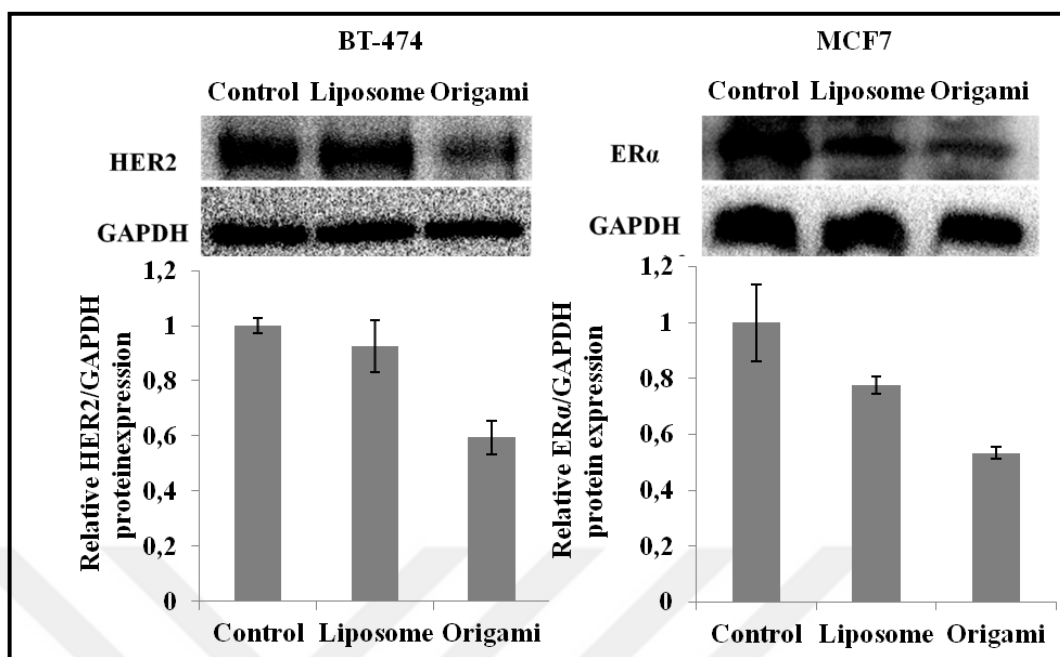 BT-474
Control Liposome Origami
HER2
GAPDH
1,2
1
0,8
0,6
0,4
0,2
0
Relative HER2/GAPDH
proteinexpression
Control Liposome Origami
MCF7
Control Liposome Origami
ERα
GAPDH
1,2
1
0,8
0,6
0,4
0,2
0
Relative ERα/GAPDH
protein expression
Control Liposome Origami